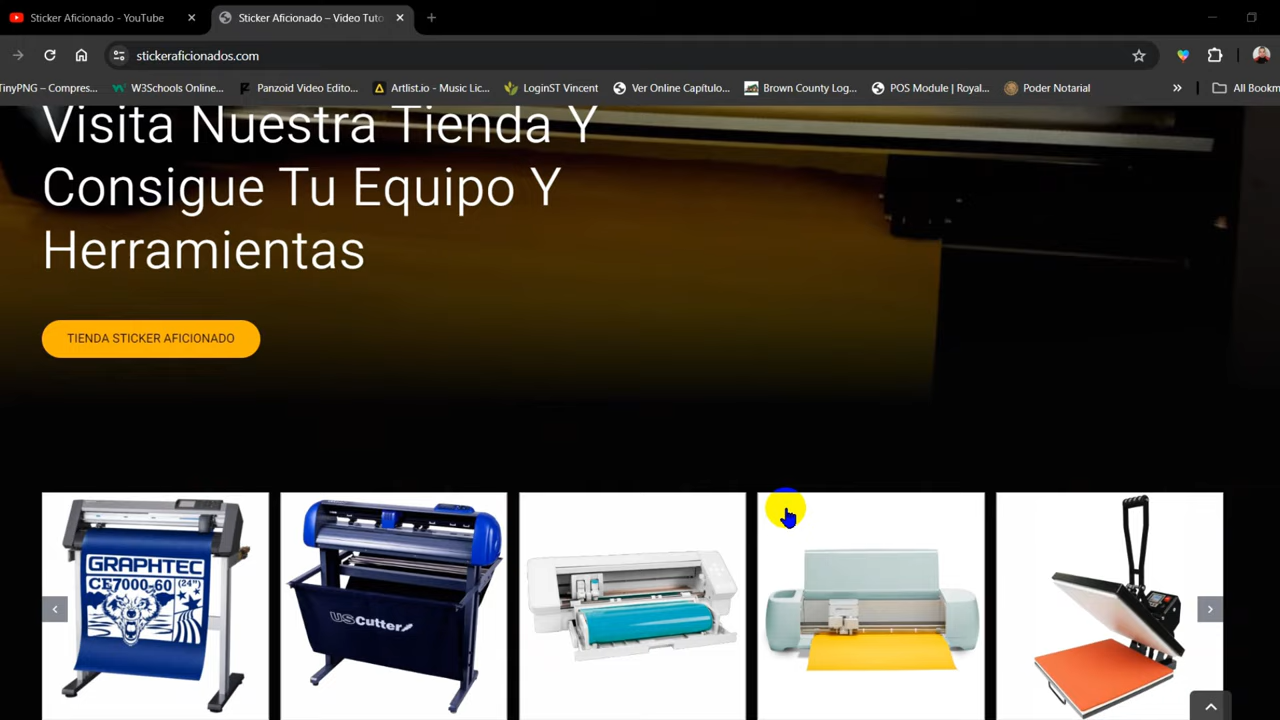 Sticker Aficionado - YouTube
Sticker Aficionado – Video Tuto
stickeraficionados.com
TinyPNG – Compres...
W3Schools Online...
Panzoid Video Edito...
Artlist.io - Music Lic...
LoginST Vincent
Ver Online Capítulo...
Brown County Log...
POS Module | Royal...
Poder Notarial
All Bookm
Visita Nuestra Tienda Y
Consigue Tu Equipo Y
Herramientas
TIENDA STICKER AFICIONADO
GRAPHTEC
CE7000-60 (24")
USCutter